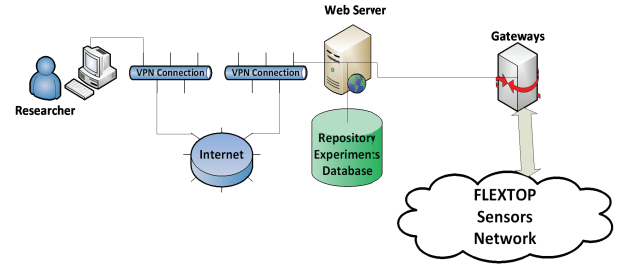 Web Server
Gateways
VPN Connection
VPN Connection
Researcher
Internet
Repository
Experiments
Database
FLEXTOP
Sensors
Network